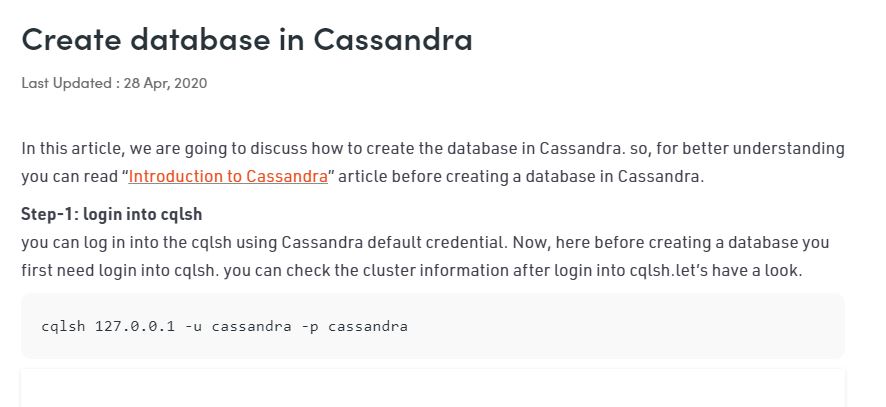 Create database in Cassandra
Last Updated : 28 Apr, 2020
In this article, we are going to discuss how to create the database in Cassandra. so, for better understanding
you can read “Introduction to Cassandra” article before creating a database in Cassandra.
Step-1: login into cqlsh
you can log in into the cqlsh using Cassandra default credential. Now, here before creating a database you
first need login into cqlsh. you can check the cluster information after login into cqlsh.let’s have a look.
cqlsh 127.0.0.1 -u cassandra -p cassandra